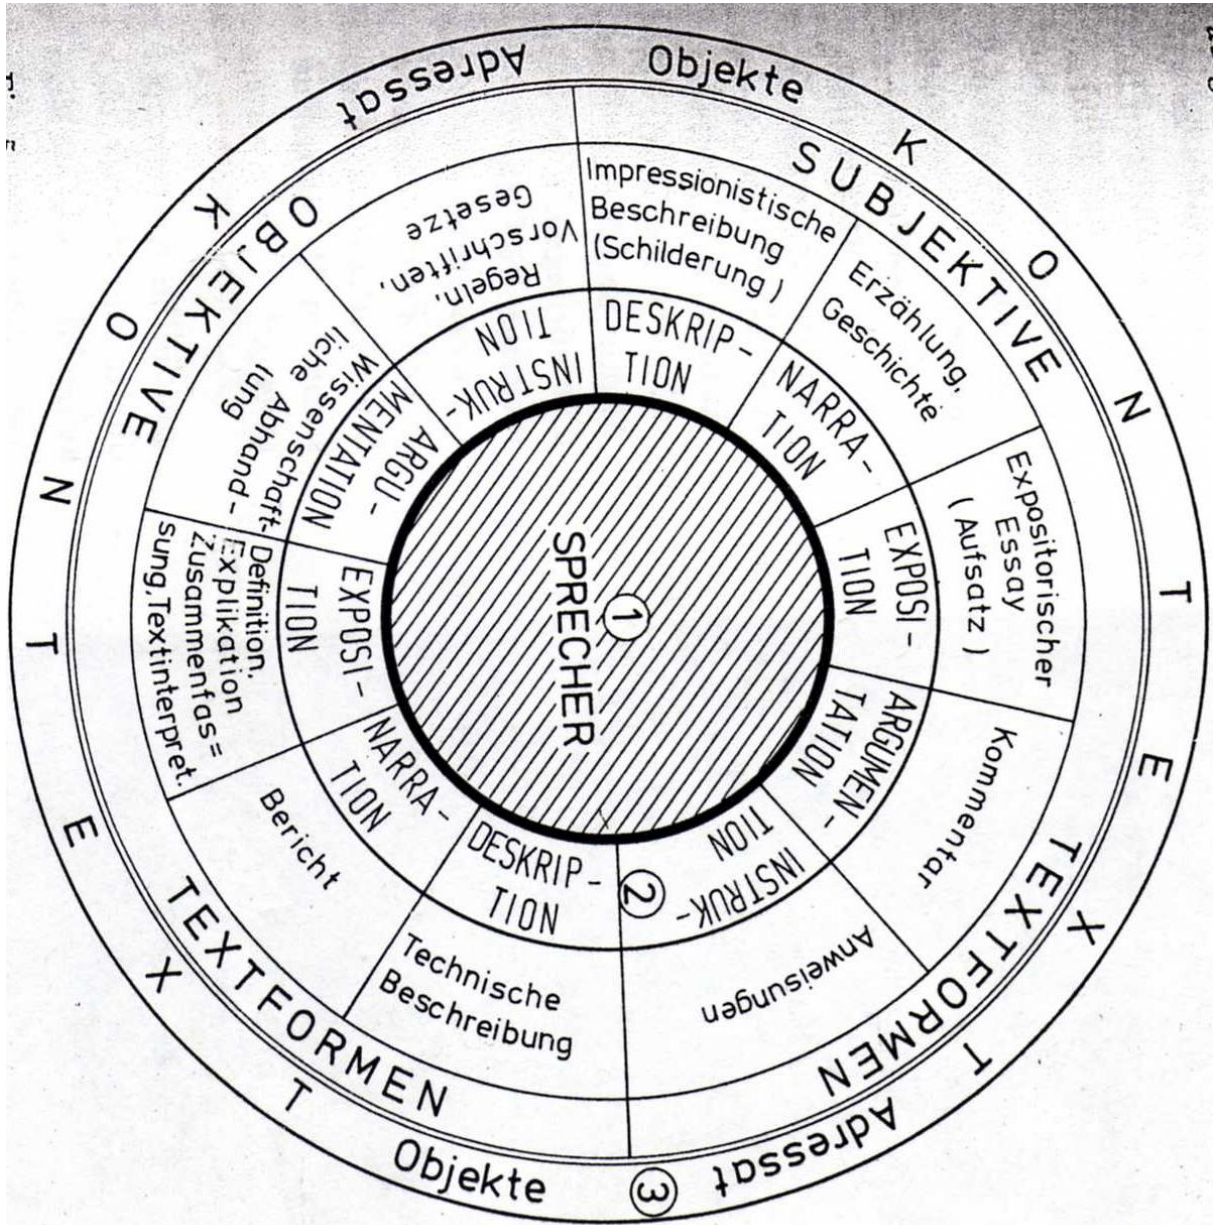 Objekte
KONTEXT
Adressat
SUBJEKTIVE
TEXTFORMEN
Impressionistische
Beschreibung
(Schilderung)
DESKRIP-
TION
Erzählung,
Geschichte
NARRA-
TION
Expositorischer
Essay
(Aufsatz)
EXPOSI-
TION
Kommentar
ARGUMEN-
TATION
Anweisungen
INSTRUK-
TION
SPRECHER
1
2
3
Objekte
KONTEXT
Adressat
OBJEKTIVE
TEXTFORMEN
Technische
Beschreibung
DESKRIP-
TION
Bericht
NARRA-
TION
Definition,
Explikation
Zusammenfas=
sung,Textinterpret.
EXPOSI-
TION
Wissenschaft-
liche Abhand-
lung
ARGU-
MENTATION
Regeln,
Vorschriften,
Gesetze
INSTRUK-
TION